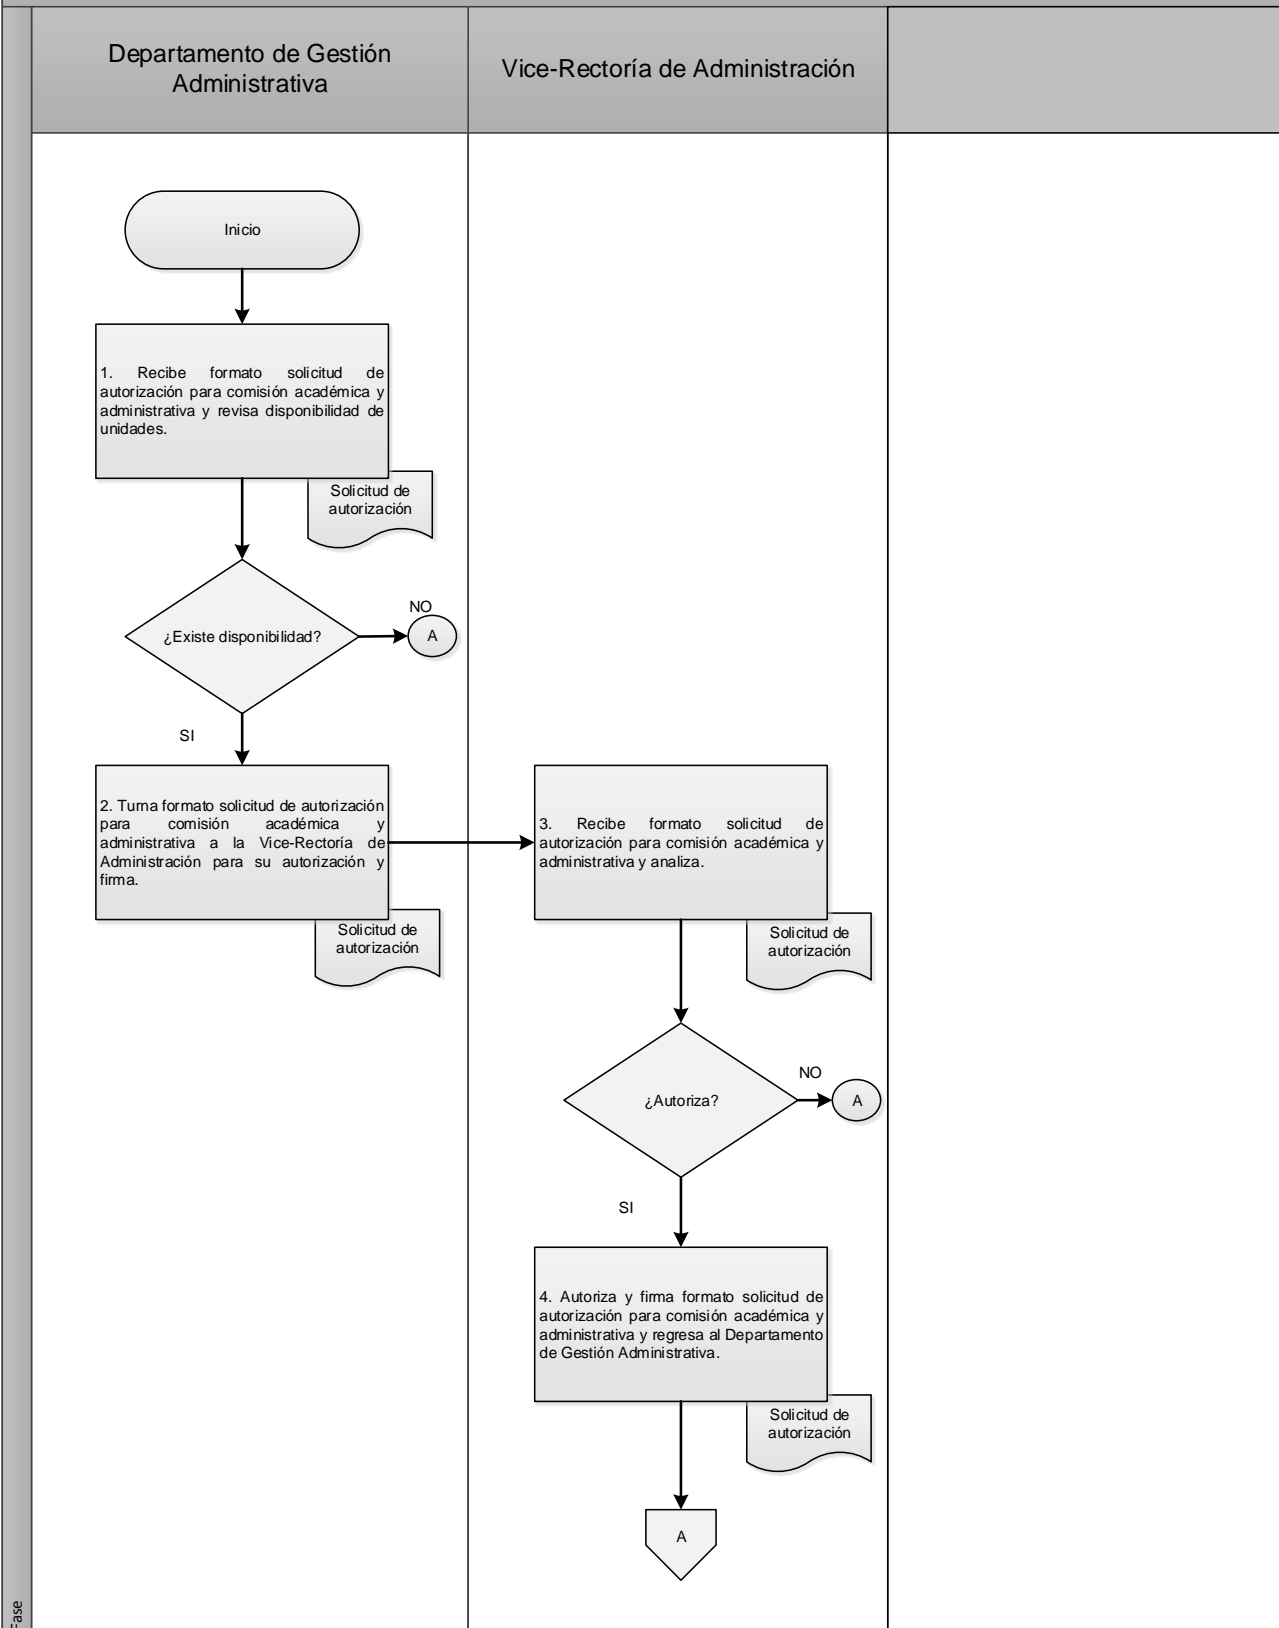 Departamento de Gestión
Administrativa
Vice-Rectoría de Administración
Inicio
1. Recibe formato solicitud de
autorización para comisión académica y
administrativa y revisa disponibilidad de
unidades.
Solicitud de
autorización
¿Existe disponibilidad?
NO
A
SI
2. Turna formato solicitud de autorización
para comisión académica y
administrativa a la Vice-Rectoría de
Administración para su autorización y
firma.
Solicitud de
autorización
3. Recibe formato solicitud de
autorización para comisión académica y
administrativa y analiza.
Solicitud de
autorización
¿Autoriza?
NO
A
SI
4. Autoriza y firma formato solicitud de
autorización para comisión académica y
administrativa y regresa al Departamento
de Gestión Administrativa.
Solicitud de
autorización
A
Fase